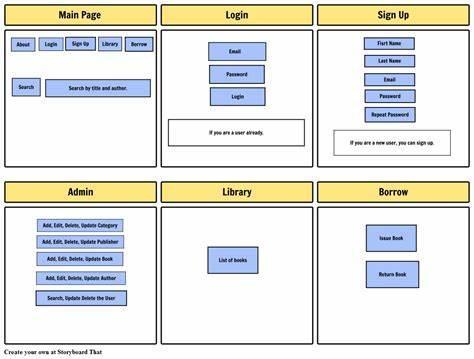 Main Page
About
Login
Sign Up
Library
Borrow
Search
Search by title and author.
Login
Email
Password
Login
If you are a user already.
Sign Up
Fisrt Name
Last Name
Email
Password
Repeat Password
If you are a new user, you can sign up.
Admin
Add, Edit, Delete, Update Category
Add, Edit, Delete, Update Publisher
Add, Edit, Delete, Update Book
Add, Edit, Delete, Update Author
Search, Update Delete the User
Library
List of books
Borrow
Issue Book
Return Book
Create your own at Storyboard That